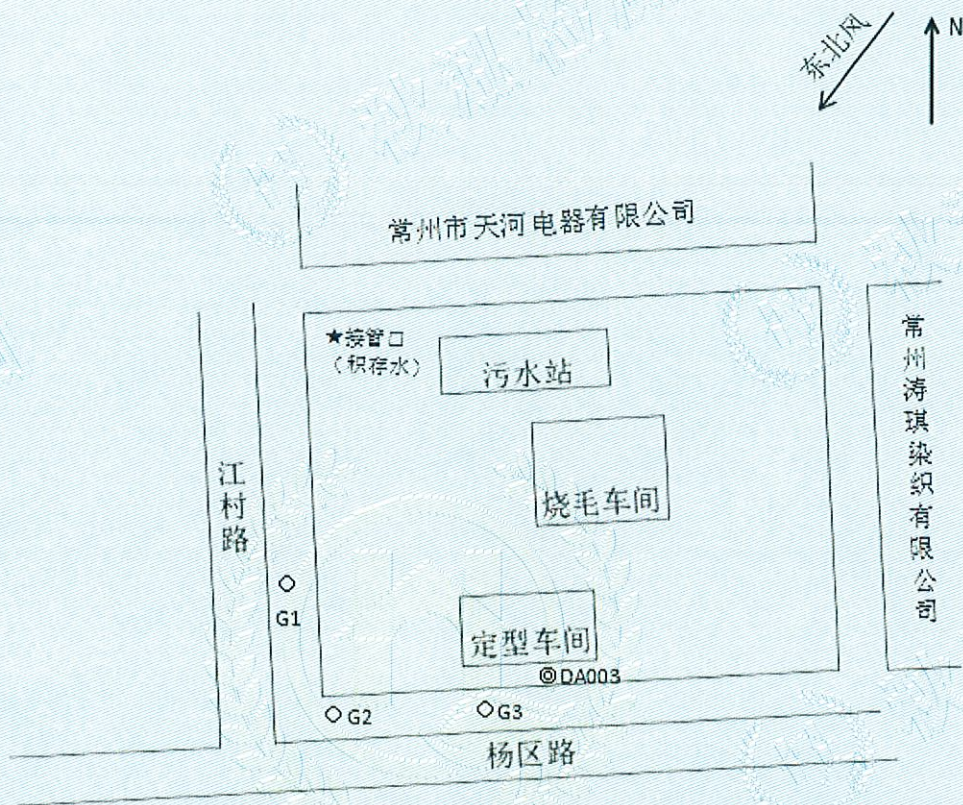 东北风
N
常州市天河电器有限公司
★接管口
（积存水）
污水站
常州涛琪染织有限公司
烧毛车间
江村路
G1
定型车间
◎DA003
G2
G3
杨区路